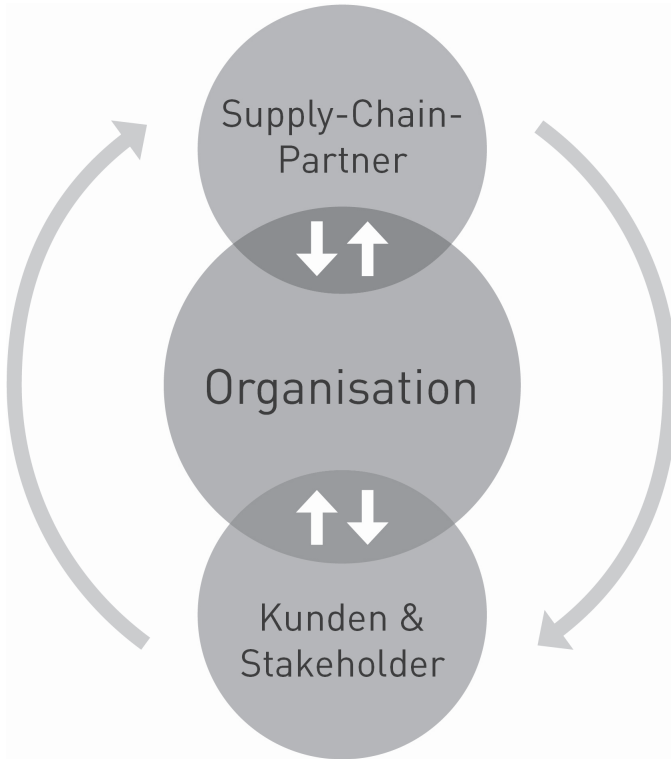 Supply-Chain-
Partner
Organisation
Kunden &
Stakeholder